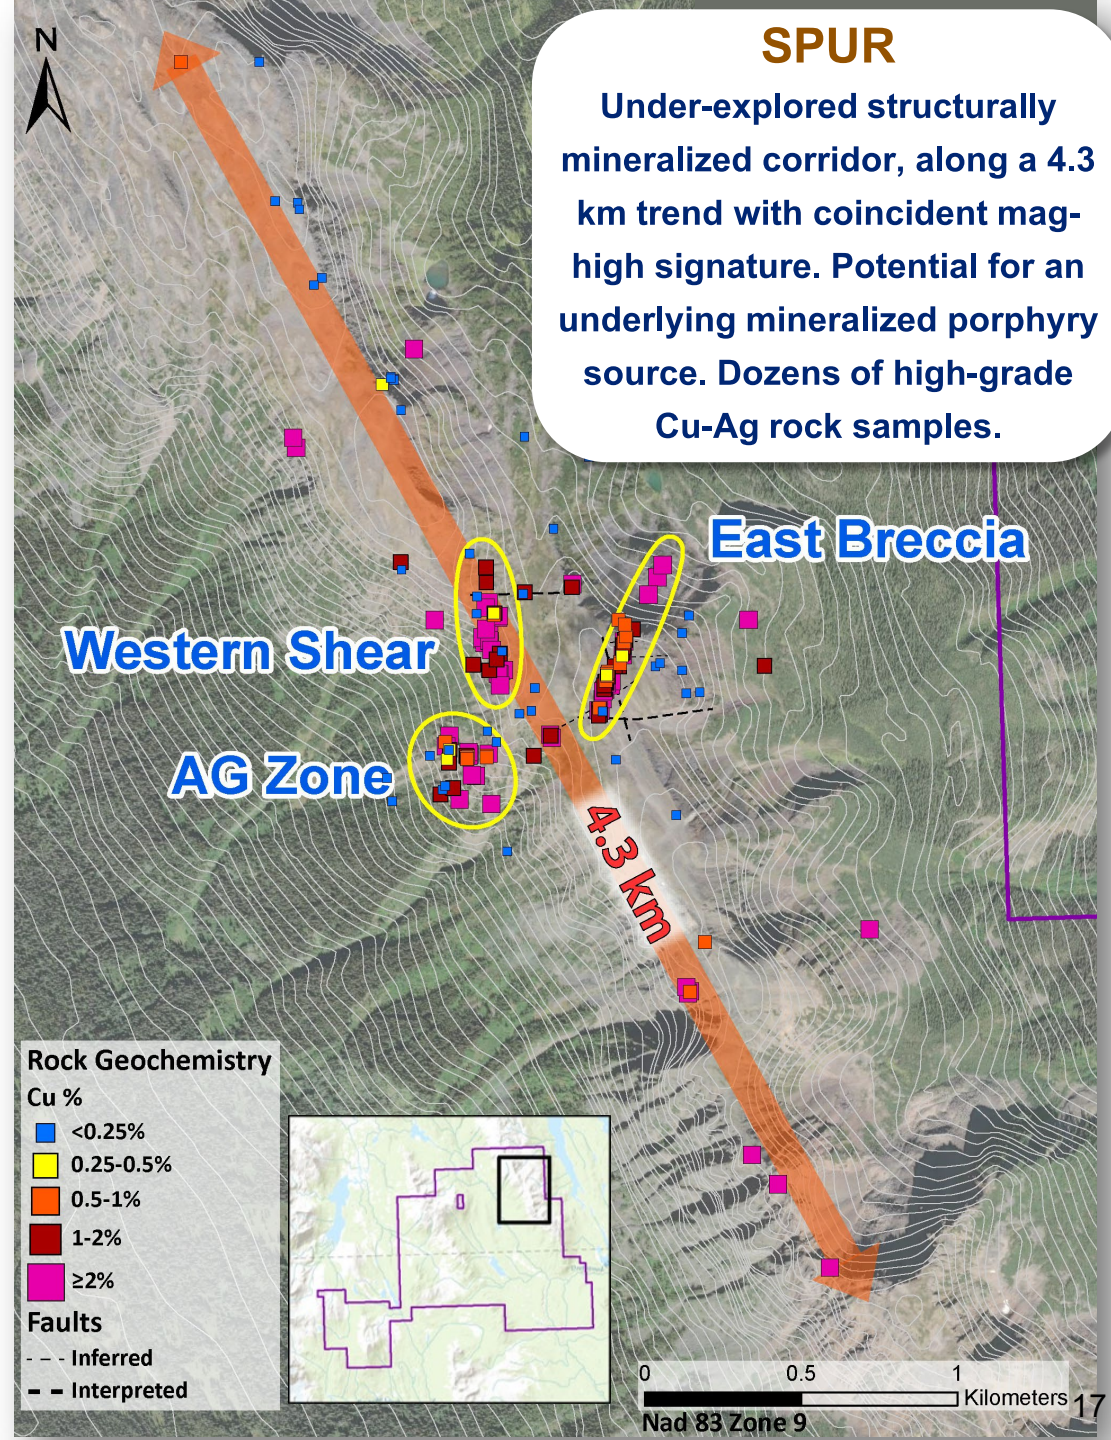 N
SPUR
Under-explored structurally
mineralized corridor, along a 4.3
km trend with coincident mag-
high signature. Potential for an
underlying mineralized porphyry
source. Dozens of high-grade
Cu-Ag rock samples.
East Breccia
Western Shear
AG Zone
4.3 km
Rock Geochemistry
Cu %
<0.25%
0.25-0.5%
0.5-1%
1-2%
≥2%
Faults
Inferred
Interpreted
0 0.5 1
Kilometers
Nad 83 Zone 9
17